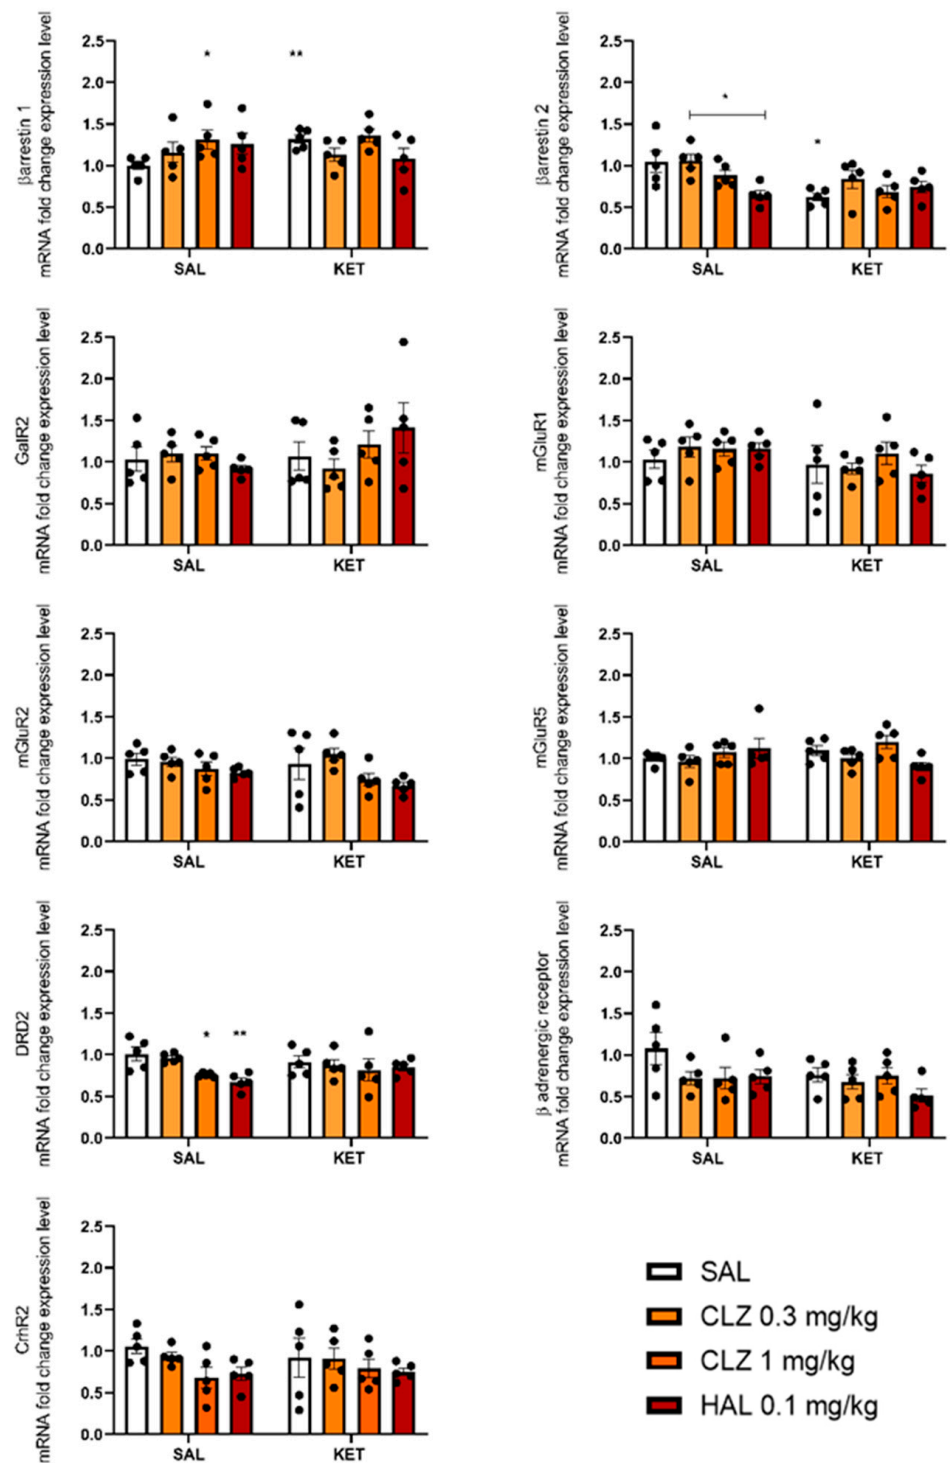 βarrestin 1
mRNA fold change expression level
2.5
2.0
1.5
1.0
0.5
0.0
*
**
SAL
KET
βarrestin 2
mRNA fold change expression level
2.5
2.0
1.5
1.0
0.5
0.0
*
*
SAL
KET
GalR2
mRNA fold change expression level
2.5
2.0
1.5
1.0
0.5
0.0
SAL
KET
mGluR1
mRNA fold change expression level
2.5
2.0
1.5
1.0
0.5
0.0
SAL
KET
mGluR2
mRNA fold change expression level
2.5
2.0
1.5
1.0
0.5
0.0
SAL
KET
mGluR5
mRNA fold change expression level
2.5
2.0
1.5
1.0
0.5
0.0
SAL
KET
DRD2
mRNA fold change expression level
2.5
2.0
1.5
1.0
0.5
0.0
*
**
SAL
KET
β adrenergic receptor
mRNA fold change expression level
2.5
2.0
1.5
1.0
0.5
0.0
SAL
KET
CrhR2
mRNA fold change expression level
2.5
2.0
1.5
1.0
0.5
0.0
SAL
KET
SAL
CLZ 0.3 mg/kg
CLZ 1 mg/kg
HAL 0.1 mg/kg